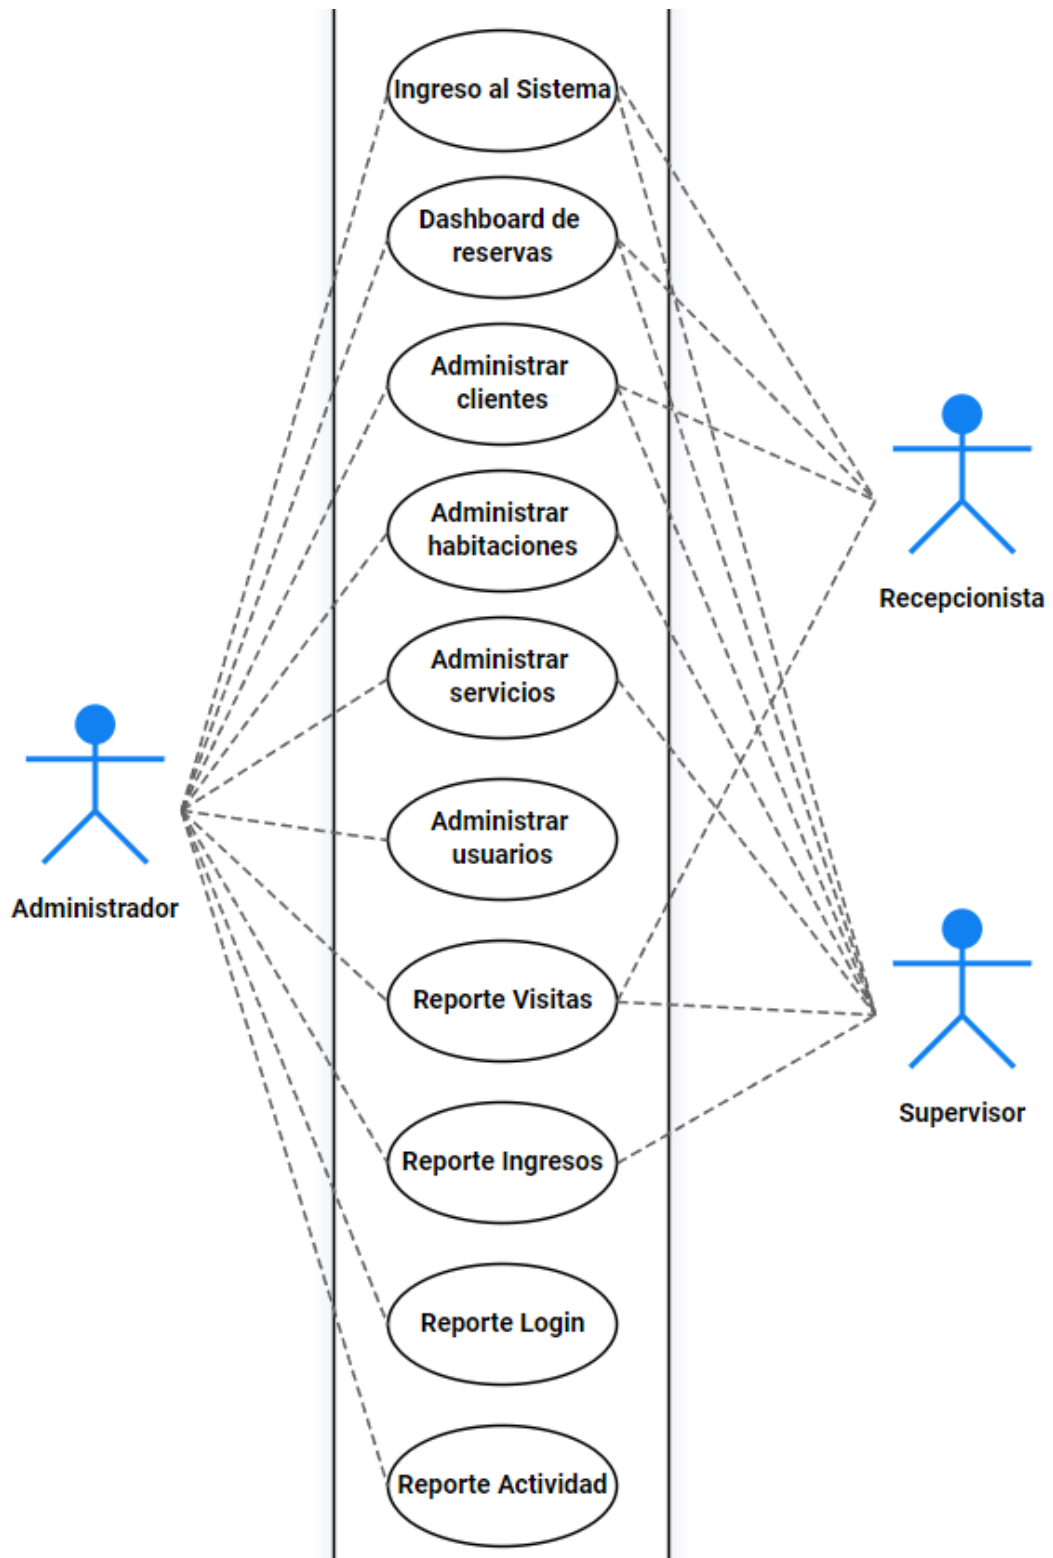 Ingreso al Sistema
Dashboard de
reservas
Administrar
clientes
Administrar
habitaciones
Administrar
servicios
Administrar
usuarios
Reporte Visitas
Reporte Ingresos
Reporte Login
Reporte Actividad
Administrador
Recepcionista
Supervisor